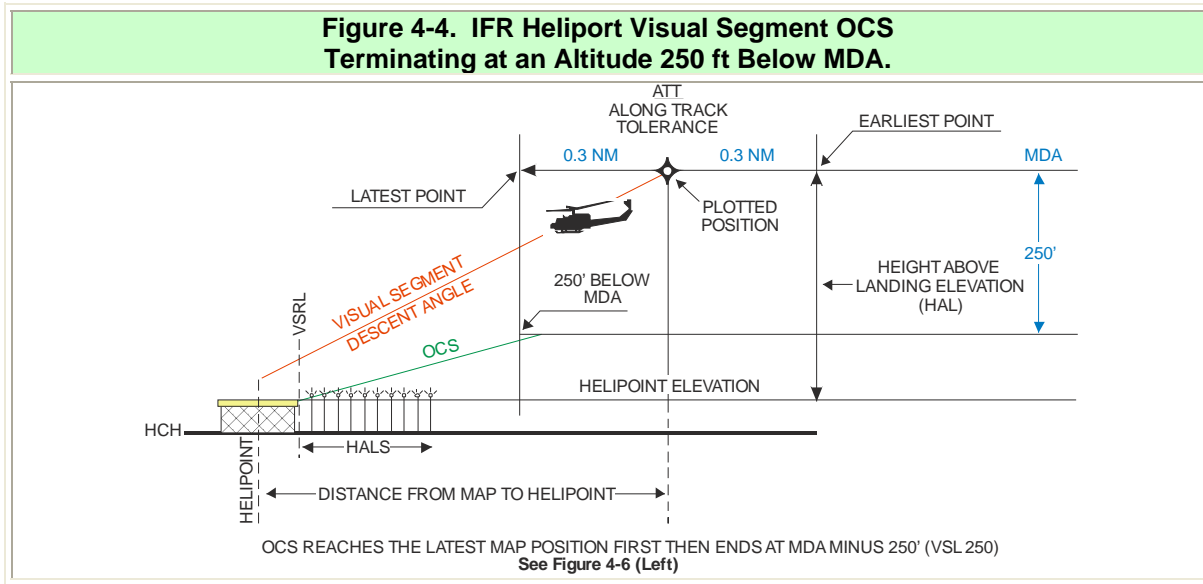 Figure 4-4. IFR Heliport Visual Segment OCS
Terminating at an Altitude 250 ft Below MDA.
ATT
ALONG TRACK
TOLERANCE
EARLIEST POINT
0.3 NM
0.3 NM
MDA
LATEST POINT
PLOTTED
POSITION
250'
HEIGHT ABOVE
LANDING ELEVATION
(HAL)
250' BELOW
MDA
VISUAL SEGMENT
DESCENT ANGLE
VSRL
OCS
HELIPOINT ELEVATION
HCH
HALS
HELIPOINT
DISTANCE FROM MAP TO HELIPOINT
OCS REACHES THE LATEST MAP POSITION FIRST THEN ENDS AT MDA MINUS 250' (VSL 250)
See Figure 4-6 (Left)